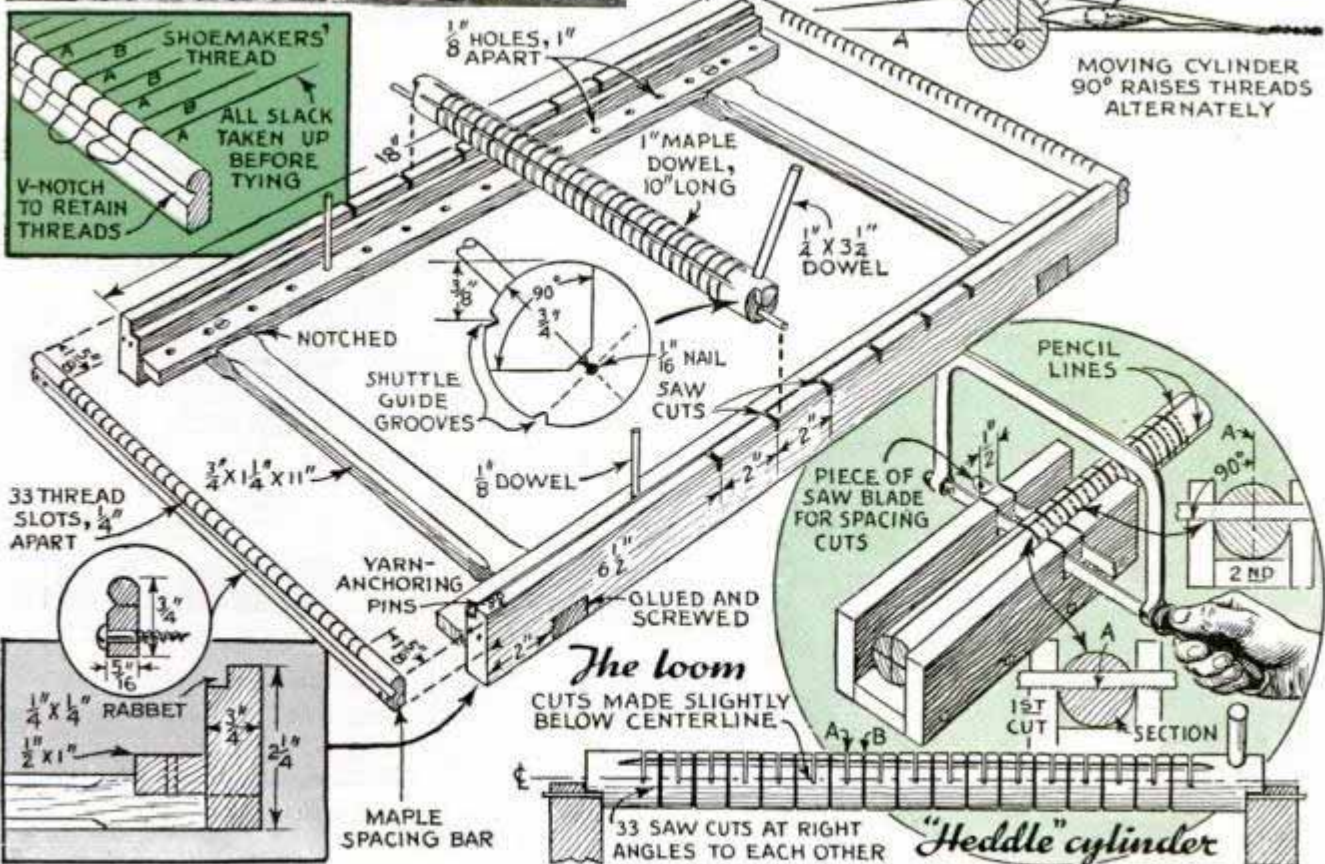 SHOEMAKERS'
THREAD
A
B
A
B
A
B
A
ALL SLACK
TAKEN UP
BEFORE
TYING
V-NOTCH
TO RETAIN
THREADS
1/8" HOLES, 1"
APART
18"
1" MAPLE
DOWEL,
10" LONG
1/4" X 3 1/4"
DOWEL
A
MOVING CYLINDER
90° RAISES THREADS
ALTERNATELY
NOTCHED
3/8"
90°
3/4"
1/16" NAIL
SHUTTLE
GUIDE
GROOVES
SAW
CUTS
2"
2"
1/8" DOWEL
3/4" X 1 1/4" X 11"
33 THREAD
SLOTS, 1/4"
APART
YARN-
ANCHORING
PINS
6 1/2"
2"
GLUED AND
SCREWED
3/4"
5/16"
1/4" X 1/4"
RABBET
1/2" X 1"
3/4"
2 1/4"
MAPLE
SPACING BAR
The loom
PENCIL
LINES
1/2"
PIECE OF
SAW BLADE
FOR SPACING
CUTS
A
90°
2 ND
A
1ST
CUT
SECTION
CUTS MADE SLIGHTLY
BELOW CENTERLINE
A
B
℄
33 SAW CUTS AT RIGHT
ANGLES TO EACH OTHER
"Heddle" cylinder